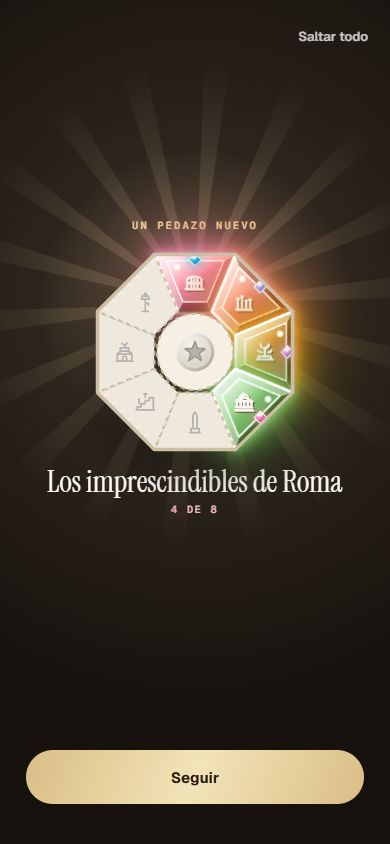 Saltar todo
UN PEDAZO NUEVO
Los imprescindibles de Roma
4 DE 8
Seguir